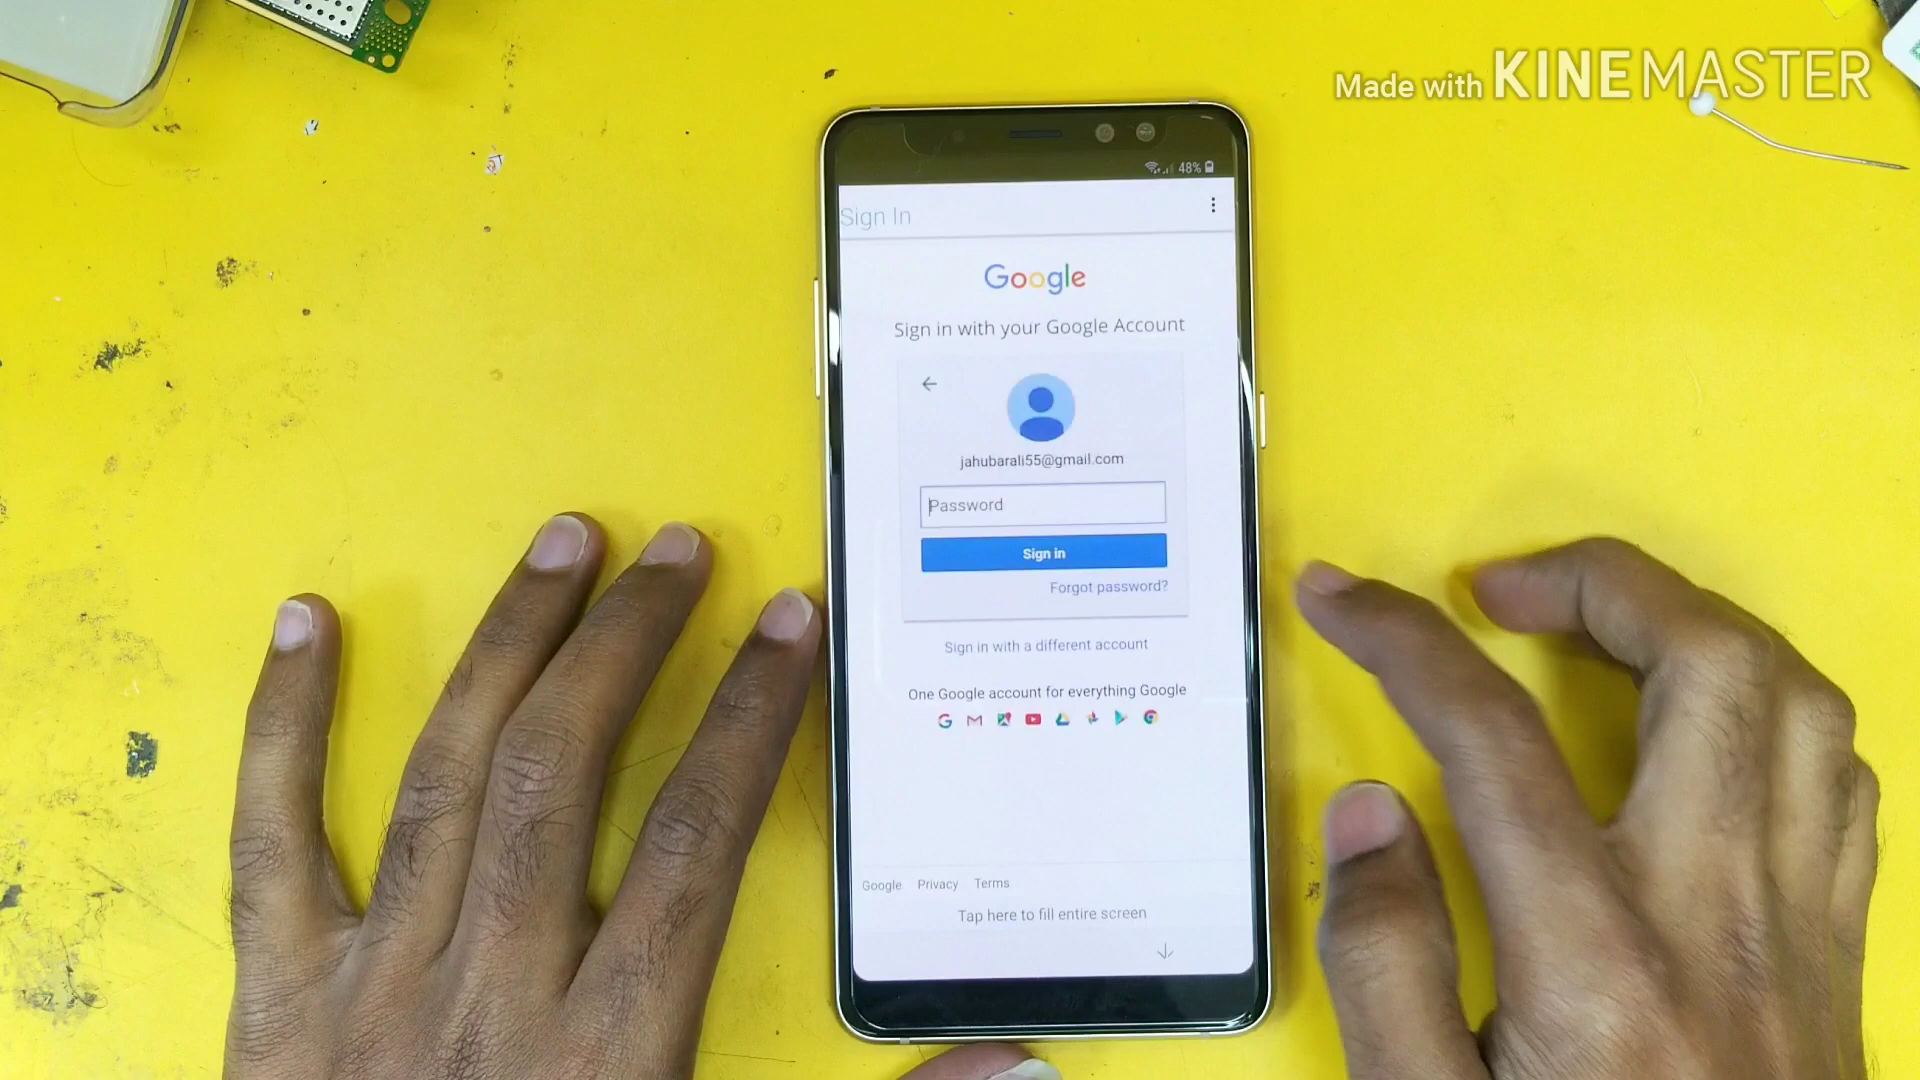 Made with KINEMASTER
48%
Sign In
Google
Sign in with your Google Account
jahubarali55@gmail.com
Password
Sign in
Forgot password?
Sign in with a different account
One Google account for everything Google
Google Privacy Terms
Tap here to fill entire screen